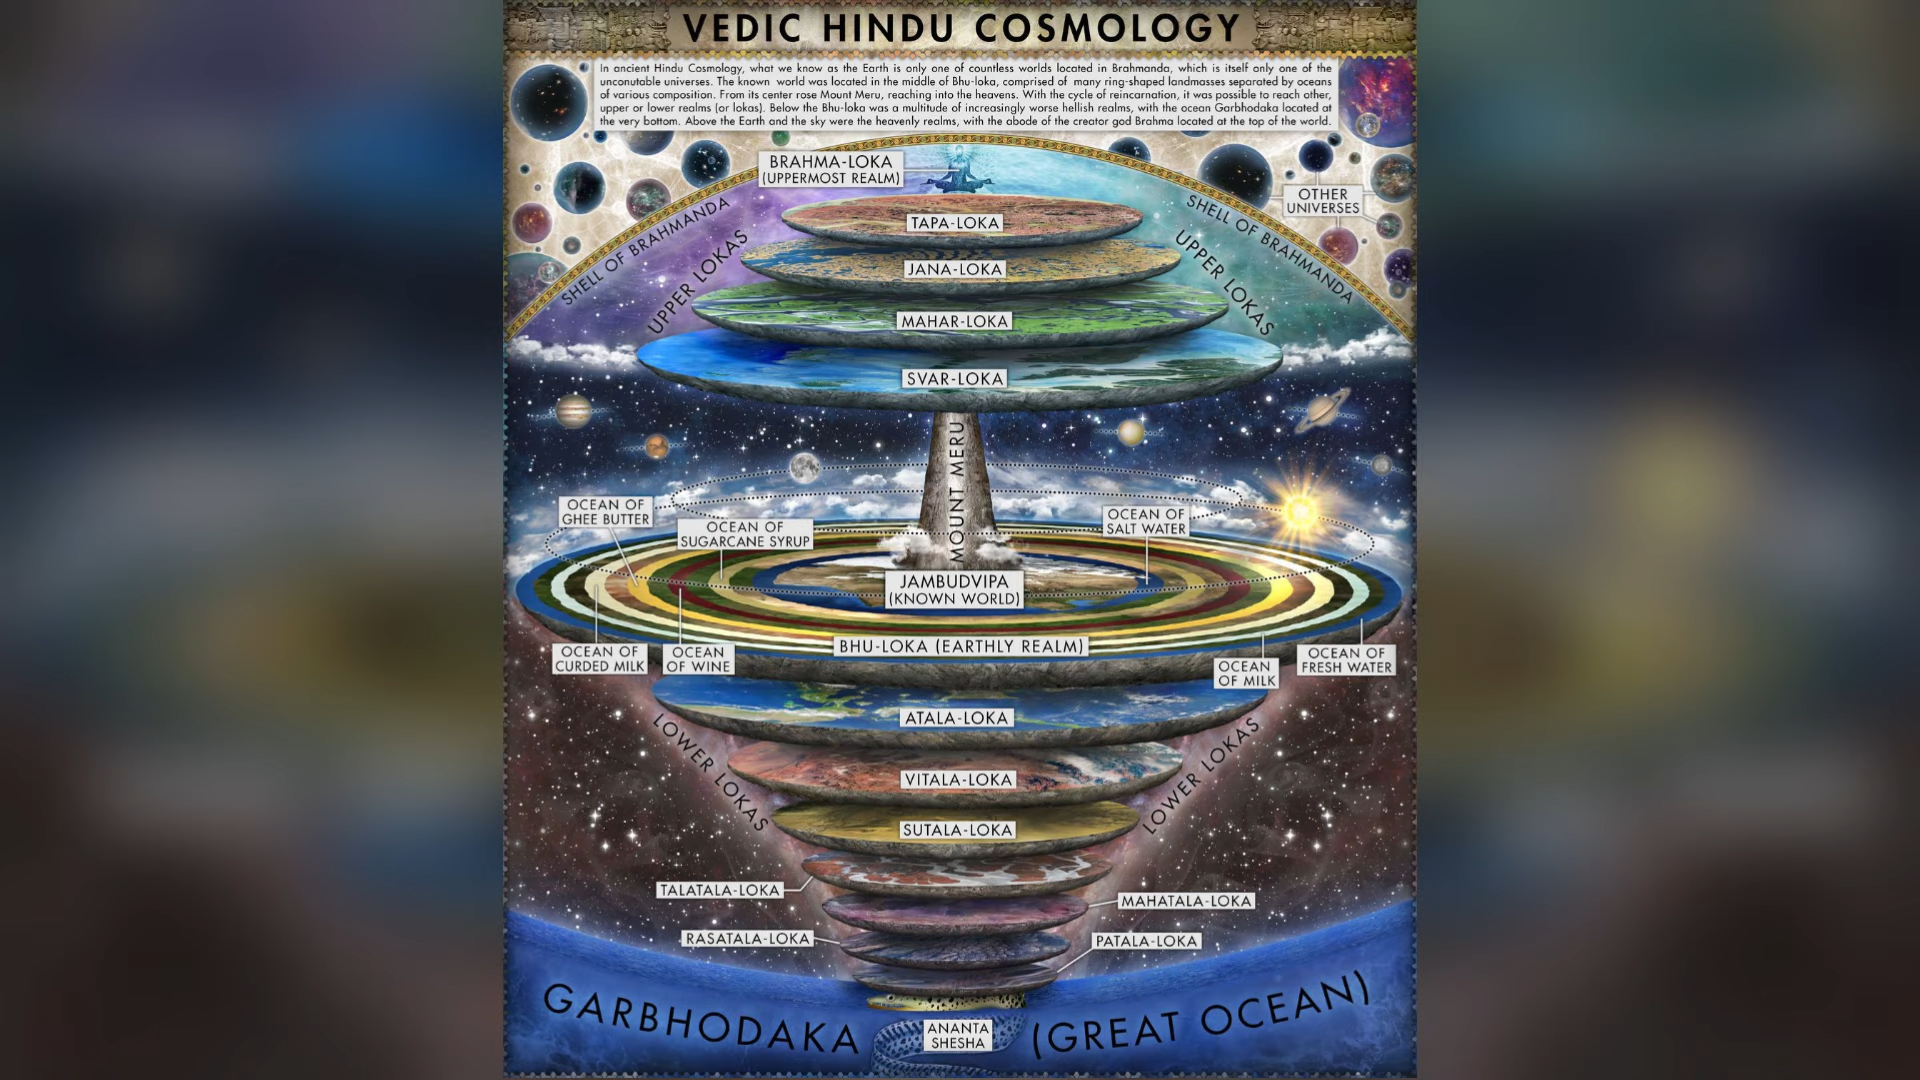 VEDIC HINDU COSMOLOGY
In ancient Hindu Cosmology, what we know as the Earth is only one of countless worlds located in Brahmanda, which is itself only one of the
uncnutable universes. The known world was located in the middle of Bhu-loka, comprised of many ring-shaped landmasses separated by oceans
of various composition. From its center rose Mount Meru, reaching into the heavens. With the cycle of reincarnation, it was possible to reach other,
upper or lower realms (or lokas). Below the Bhu-loka was a multitude of increasingly worse hellish realms, with the ocean Garbhodaka located at
the very bottom. Above the Earth and the sky were the heavenly realms, with the abode of the creator god Brahma located at the top of the world.
BRAHMA-LOKA
(UPPERMOST REALM)
OTHER
UNIVERSES
SHELL OF BRAHMANDA
SHELL OF BRAHMANDA
UPPER LOKAS
UPPER LOKAS
TAPA-LOKA
JANA-LOKA
MAHAR-LOKA
SVAR-LOKA
MOUNT MERU
OCEAN OF
GHEE BUTTER
OCEAN OF
SUGARCANE SYRUP
OCEAN OF
SALT WATER
JAMBUDVIPA
(KNOWN WORLD)
BHU-LOKA (EARTHLY REALM)
OCEAN OF
CURDED MILK
OCEAN
OF WINE
OCEAN
OF MILK
OCEAN OF
FRESH WATER
ATALA-LOKA
LOWER LOKAS
LOWER LOKAS
VITALA-LOKA
SUTALA-LOKA
TALATALA-LOKA
MAHATALA-LOKA
RASATALA-LOKA
PATALA-LOKA
GARBHODAKA (GREAT OCEAN)
ANANTA
SHESHA